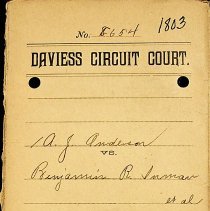 No. 8654 1803
DAVIESS CIRCUIT COURT.
A. J. Anderson
VS.
Benjamin R. Inman
et al